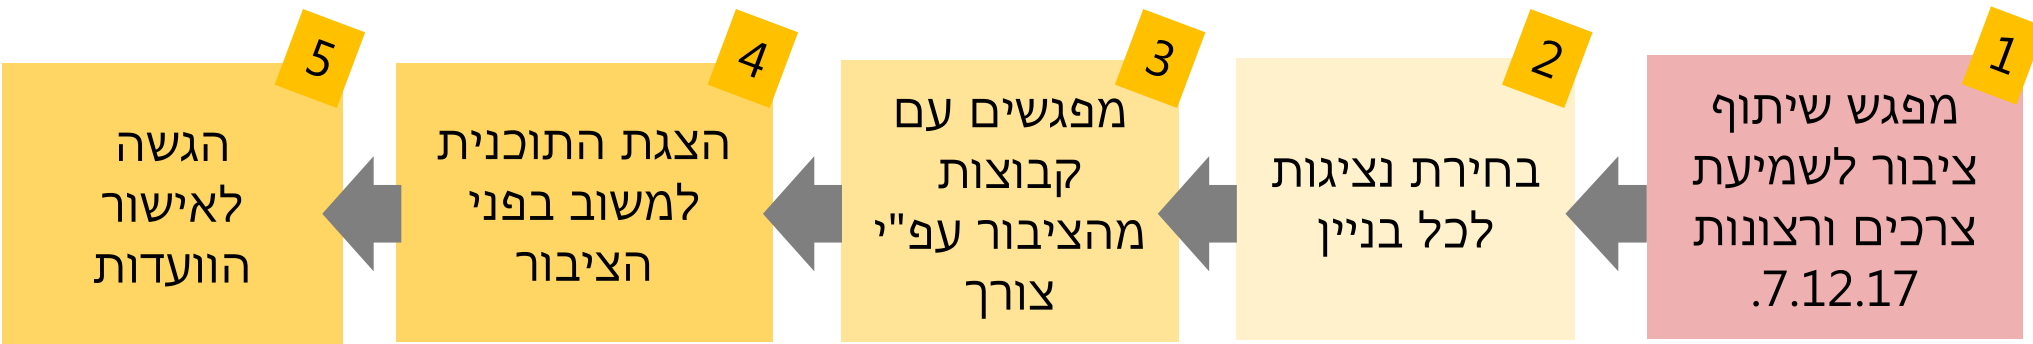 1
מפגש שיתוף
ציבור לשמיעת
צרכים ורצונות
7.12.17.
2
בחירת נציגות
לכל בניין
3
מפגשים עם
קבוצות
מהציבור עפ"י
צורך
4
הצגת התוכנית
למשוב בפני
הציבור
5
הגשה
לאישור
הוועדות